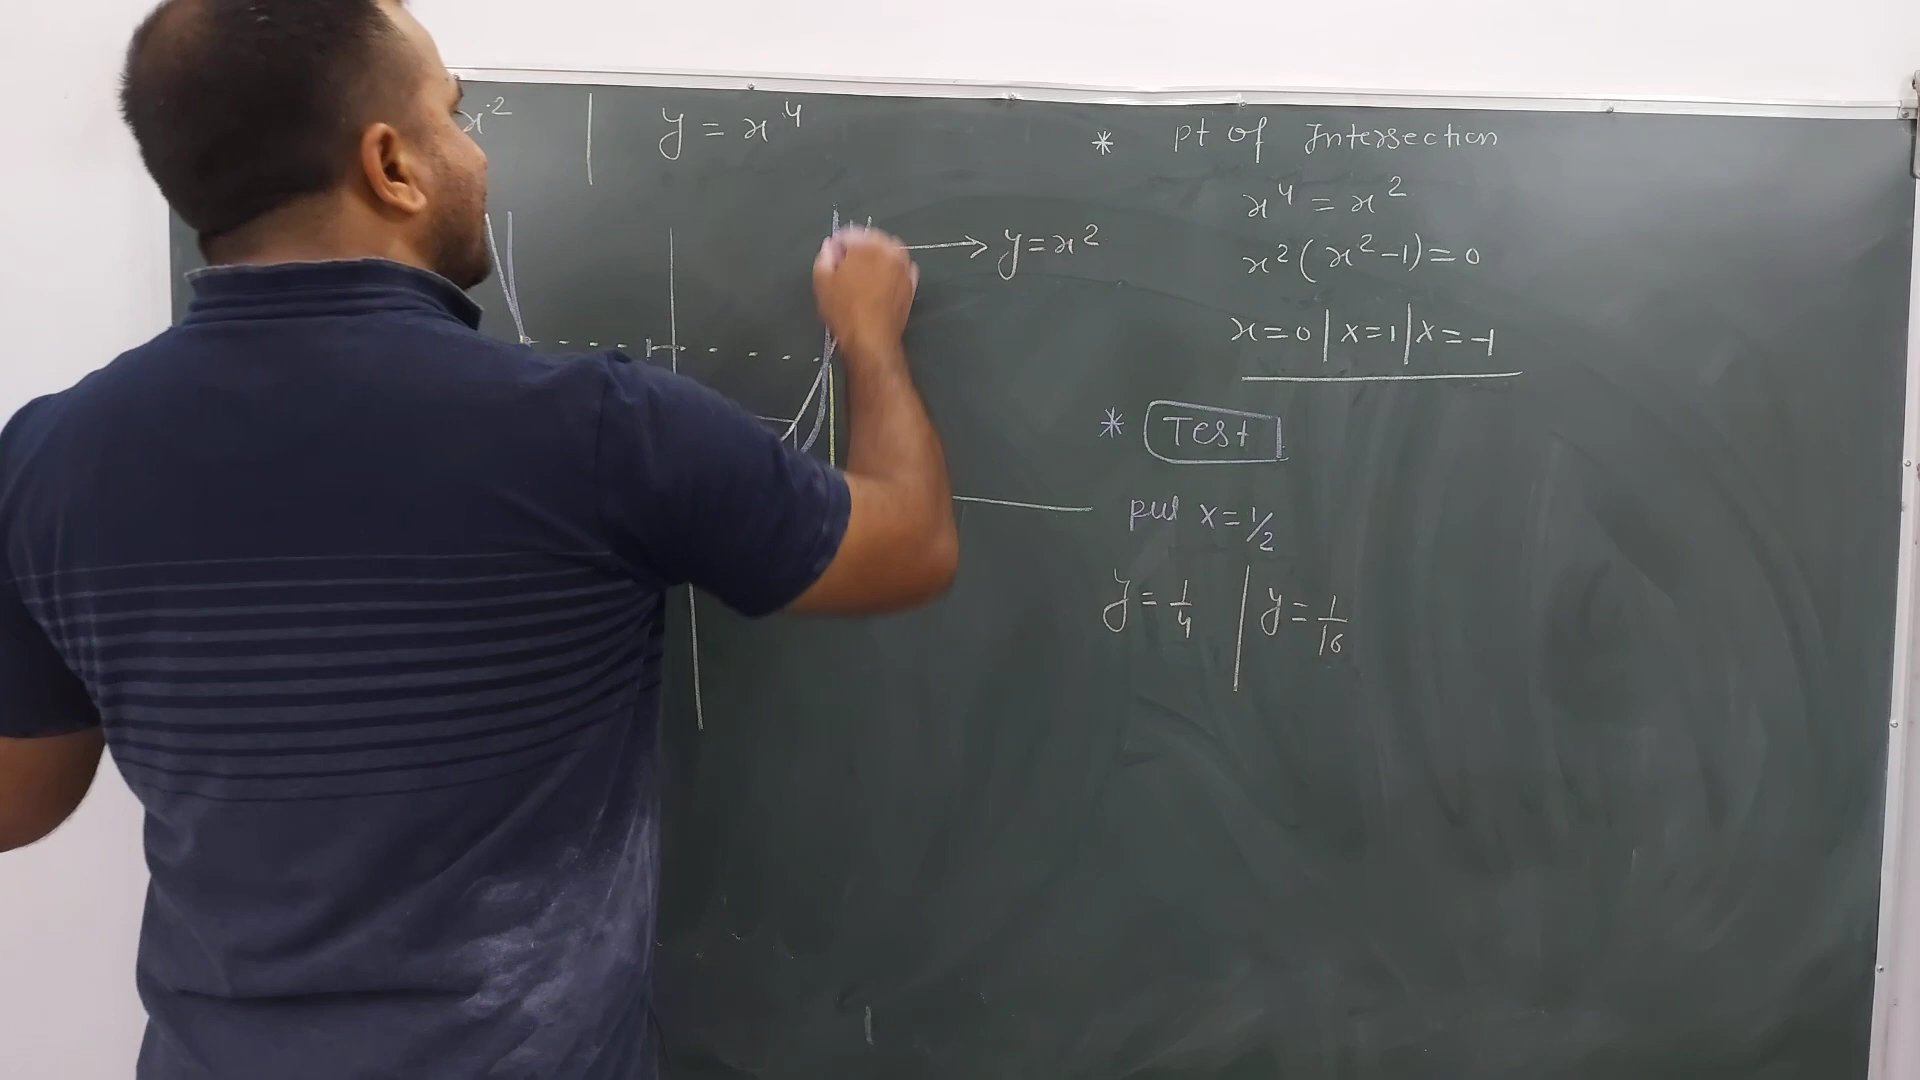 x² | y = x⁴
* pt of Intersection
x⁴ = x²
y=x²
x²(x²-1)=0
x=0 | x=1 | x=-1
* Test
put x=1/2
y=1/4 | y=1/16